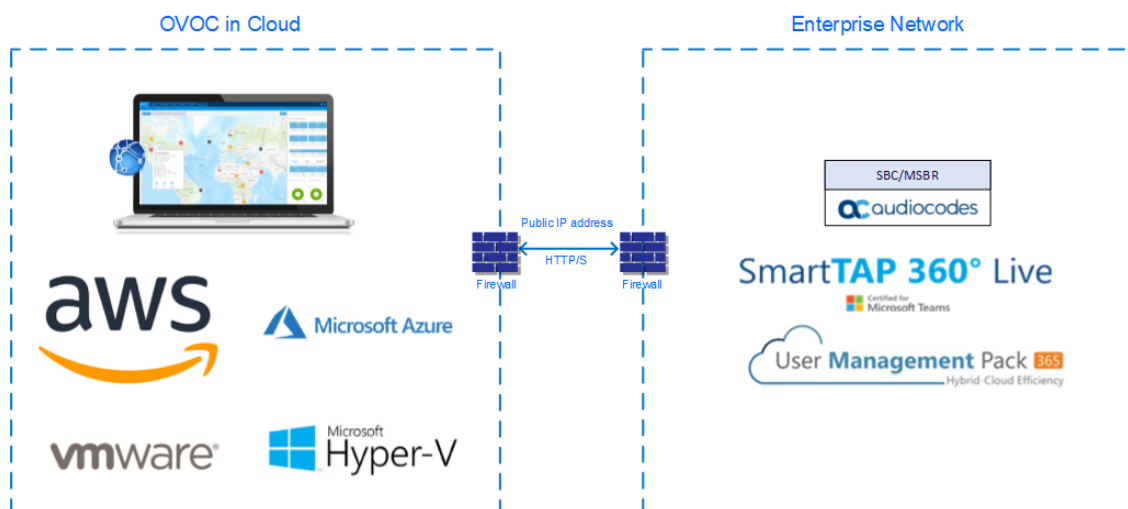 OVOC in Cloud
Enterprise Network
SBC/MSBR
audiocodes
Public IP address
HTTP/S
Firewall
Firewall
SmartTAP 360° Live
Certified for
Microsoft Teams
aws
Microsoft Azure
User Management Pack 365
Hybrid-Cloud Efficiency
vmware®
Microsoft
Hyper-V